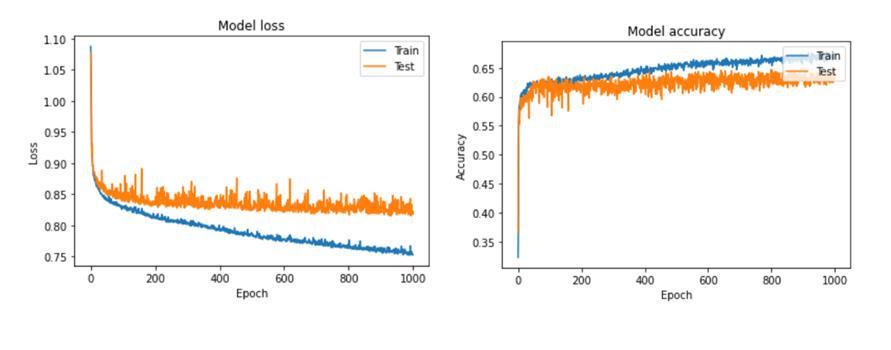 Model loss
1.10
1.05
1.00
0.95
0.90
0.85
0.80
0.75
Loss
0
200
400
600
800
1000
Epoch
Train
Test
Model accuracy
0.65
0.60
0.55
0.50
0.45
0.40
0.35
Accuracy
0
200
400
600
800
1000
Epoch
Train
Test